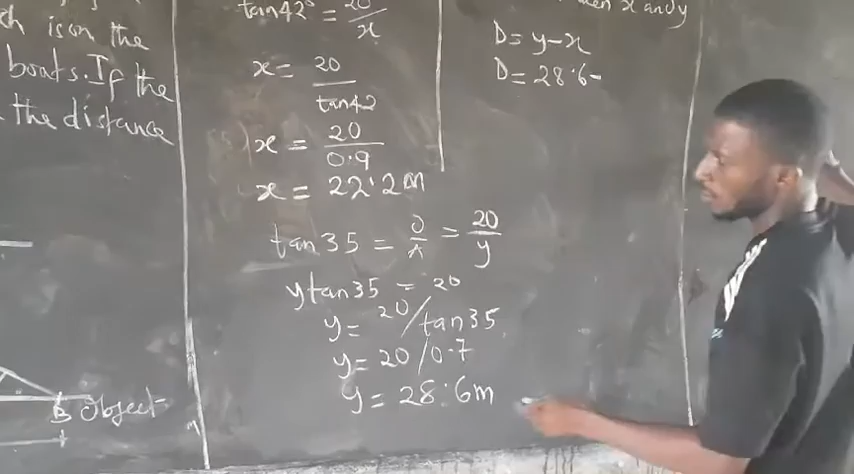 is on the
boats. If the
the distance
B Object
tan42° = 20/x
x = 20/tan42
x = 20/0.9
x = 22.2m
tan35 = O/A = 20/y
ytan35 = 20
y = 20/tan35
y = 20/0.7
y = 28.6m
x and y
D = y-x
D = 28.6-